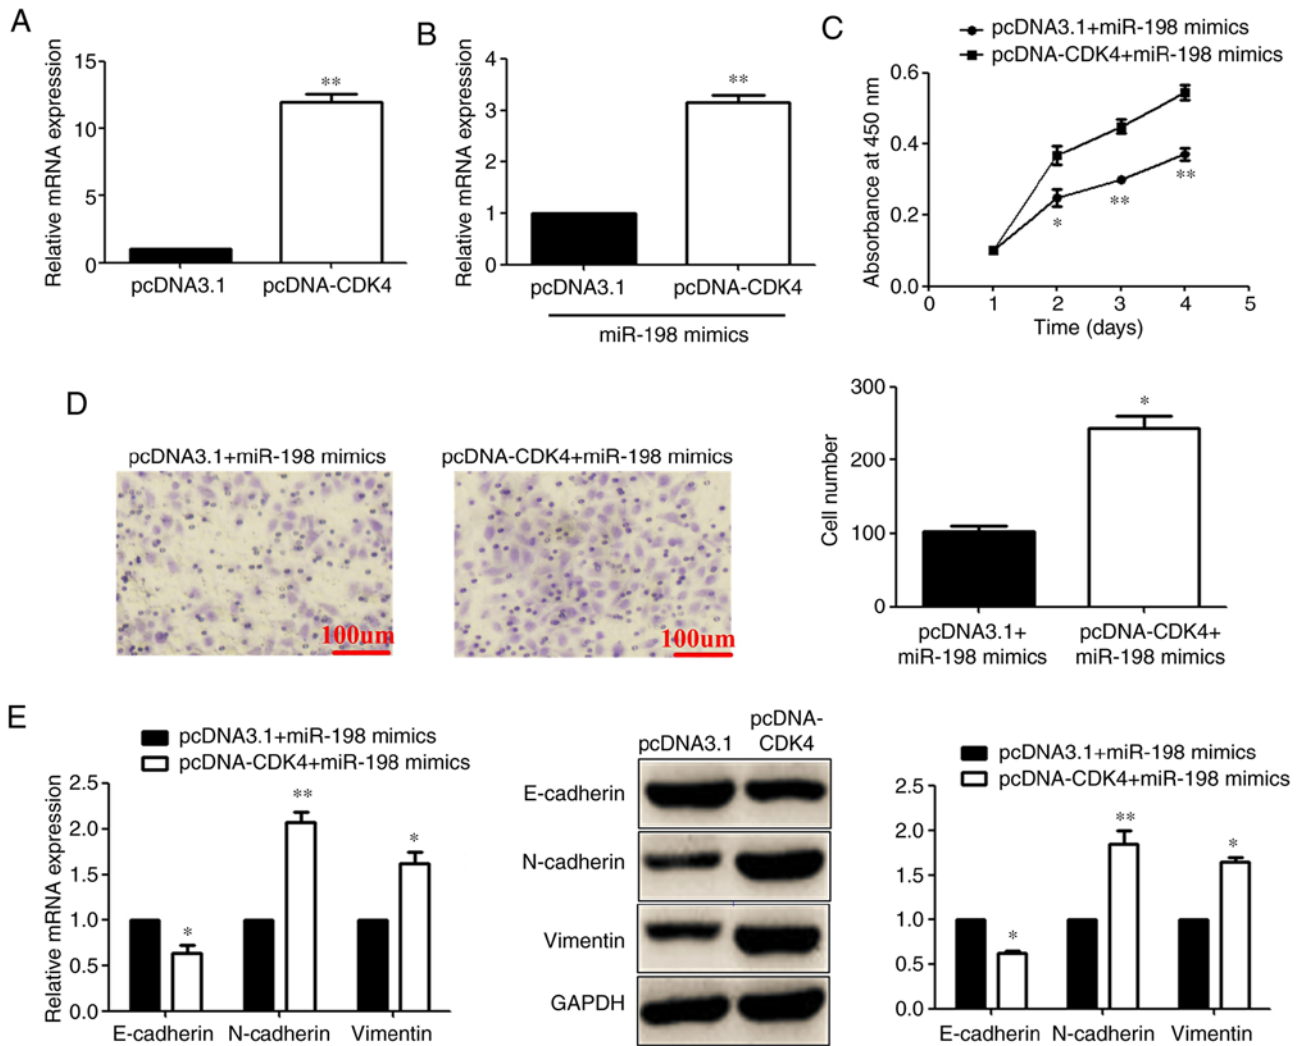 A
Relative mRNA expression
15
10
5
0
**
pcDNA3.1
pcDNA-CDK4
B
Relative mRNA expression
4
3
2
1
0
**
pcDNA3.1
pcDNA-CDK4
miR-198 mimics
C
pcDNA3.1+miR-198 mimics
pcDNA-CDK4+miR-198 mimics
Absorbance at 450 nm
0.6
0.4
0.2
0.0
*
**
**
0
1
2
3
4
5
Time (days)
D
pcDNA3.1+miR-198 mimics
100um
pcDNA-CDK4+miR-198 mimics
100um
Cell number
300
200
100
0
*
pcDNA3.1+
miR-198 mimics
pcDNA-CDK4+
miR-198 mimics
E
pcDNA3.1+miR-198 mimics
pcDNA-CDK4+miR-198 mimics
Relative mRNA expression
2.5
2.0
1.5
1.0
0.5
0.0
*
**
*
E-cadherin
N-cadherin
Vimentin
pcDNA3.1
pcDNA-
CDK4
E-cadherin
N-cadherin
Vimentin
GAPDH
pcDNA3.1+miR-198 mimics
pcDNA-CDK4+miR-198 mimics
2.5
2.0
1.5
1.0
0.5
0.0
*
**
*
E-cadherin
N-cadherin
Vimentin